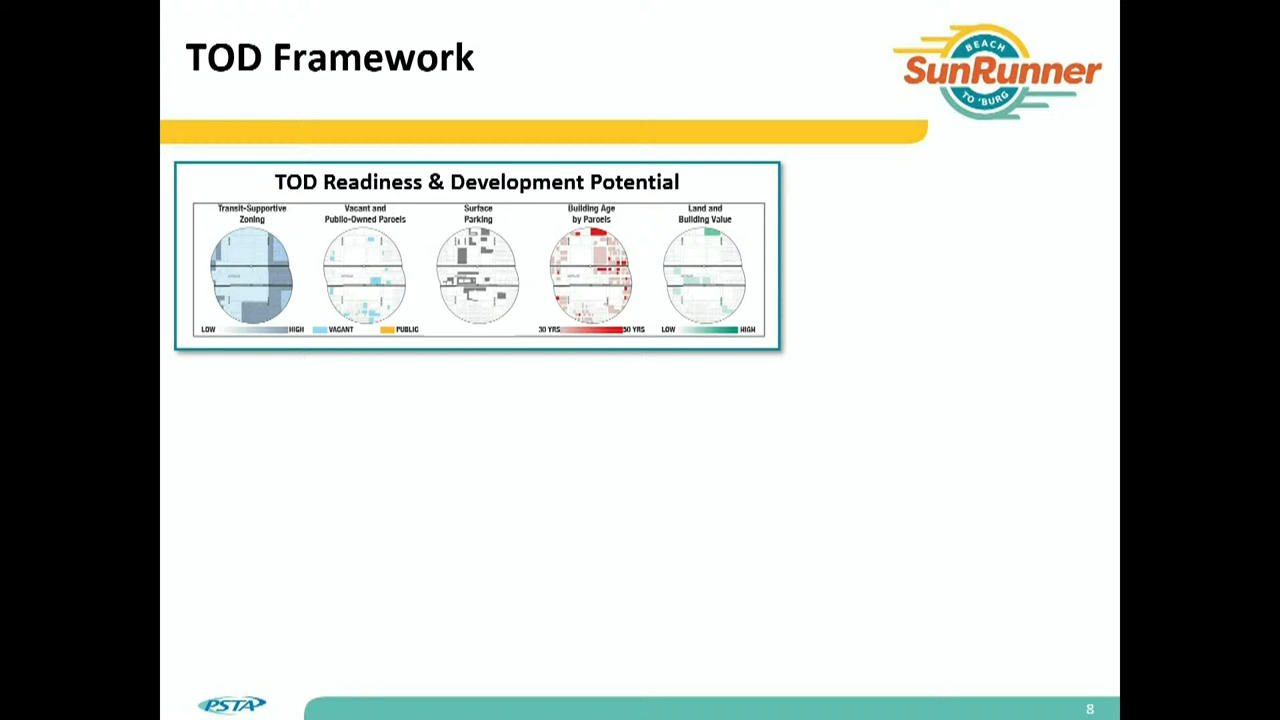 TOD Framework
BEACH
SunRunner
TO 'BURG
TOD Readiness & Development Potential
Transit-Supportive
Zoning
Vacant and
Public-Owned Parcels
Surface
Parking
Building Age
by Parcels
Land and
Building Value
LOW HIGH
VACANT PUBLIC
30 YRS 50 YRS
LOW HIGH
PSTA
8